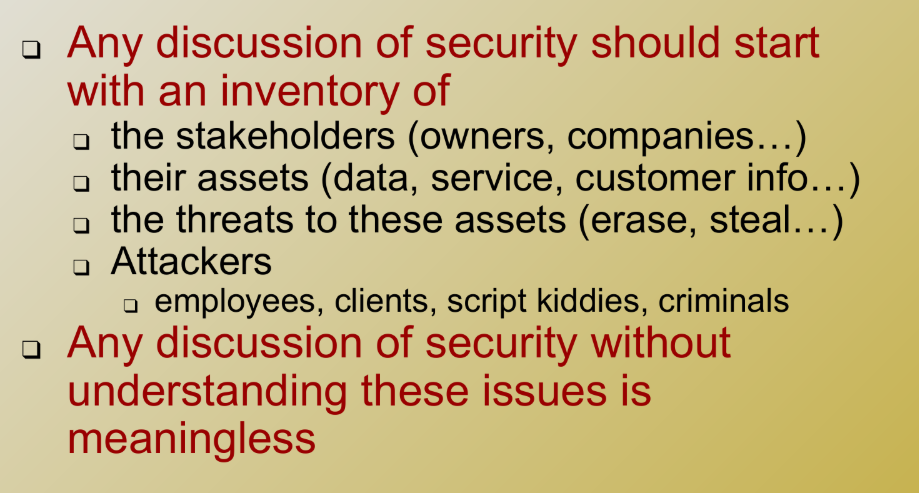 Any discussion of security should start
with an inventory of
the stakeholders (owners, companies…)
their assets (data, service, customer info…)
the threats to these assets (erase, steal…)
Attackers
employees, clients, script kiddies, criminals
Any discussion of security without
understanding these issues is
meaningless